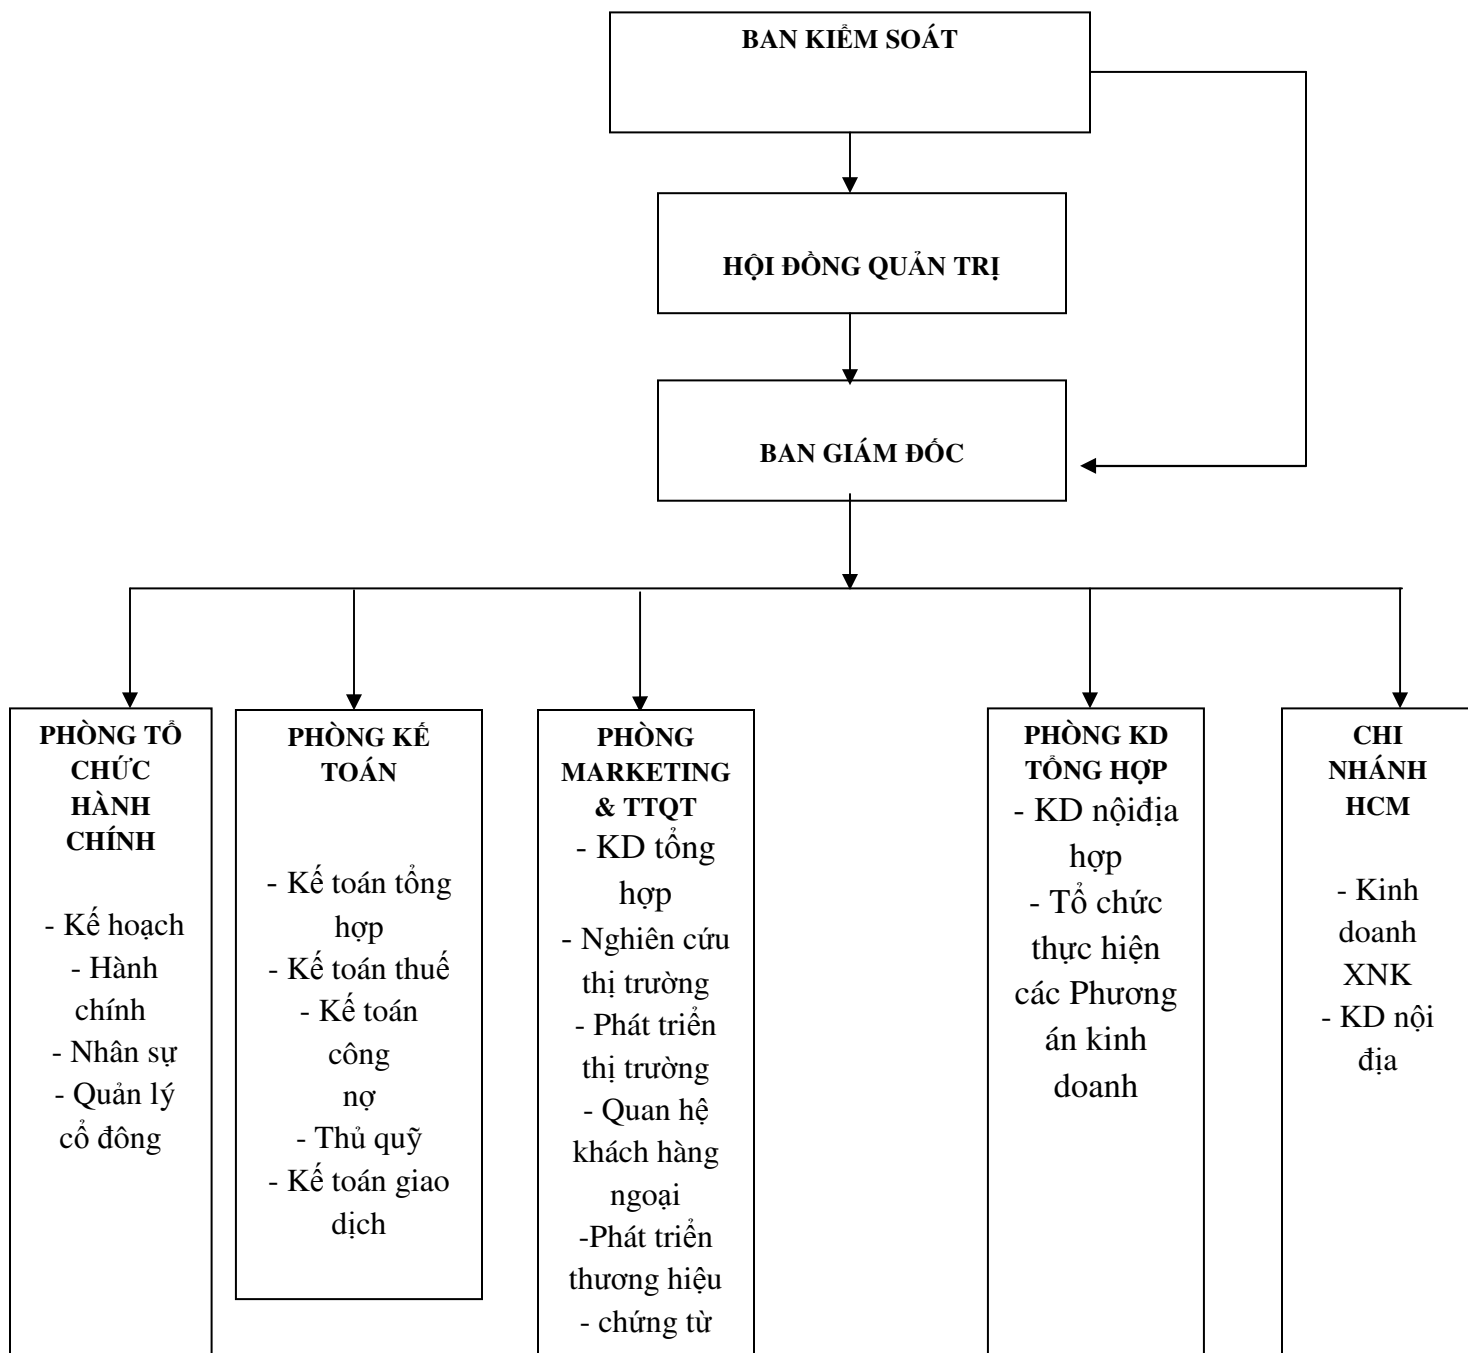 BAN KIỂM SOÁT
HỘI ĐỒNG QUẢN TRỊ
BAN GIÁM ĐỐC
PHÒNG TỔ
CHỨC
HÀNH
CHÍNH
- Kế hoạch
- Hành
chính
- Nhân sự
- Quản lý
cổ đông
PHÒNG KẾ
TOÁN
- Kế toán tổng
hợp
- Kế toán thuế
- Kế toán
công
nợ
- Thủ quỹ
- Kế toán giao
dịch
PHÒNG
MARKETING
& TTQT
- KD tổng
hợp
- Nghiên cứu
thị trường
- Phát triển
thị trường
- Quan hệ
khách hàng
ngoại
-Phát triển
thương hiệu
- chứng từ
PHÒNG KD
TỔNG HỢP
- KD nộiđịa
hợp
- Tổ chức
thực hiện
các Phương
án kinh
doanh
CHI
NHÁNH
HCM
- Kinh
doanh
XNK
- KD nội
địa